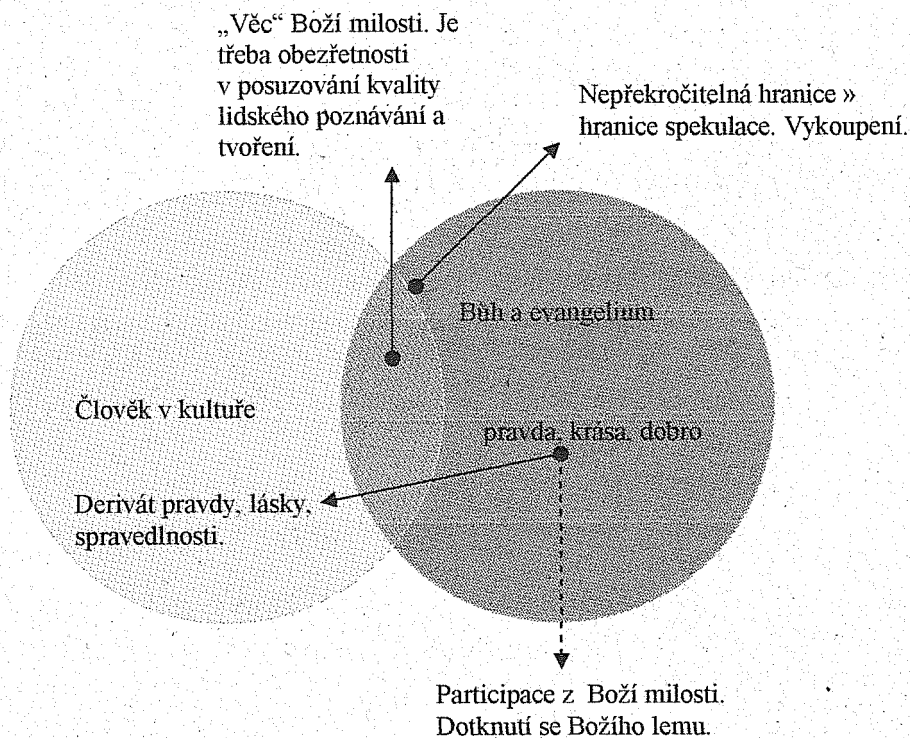 „Věc“ Boží milosti. Je
třeba obezřetnosti
v posuzování kvality
lidského poznávání a
tvoření.
Nepřekročitelná hranice »
hranice spekulace. Vykoupení.
Bůh a evangelium
Člověk v kultuře
pravda, krása, dobro
Derivát pravdy, lásky,
spravedlnosti.
Participace z Boží milosti.
Dotknutí se Božího lemu.